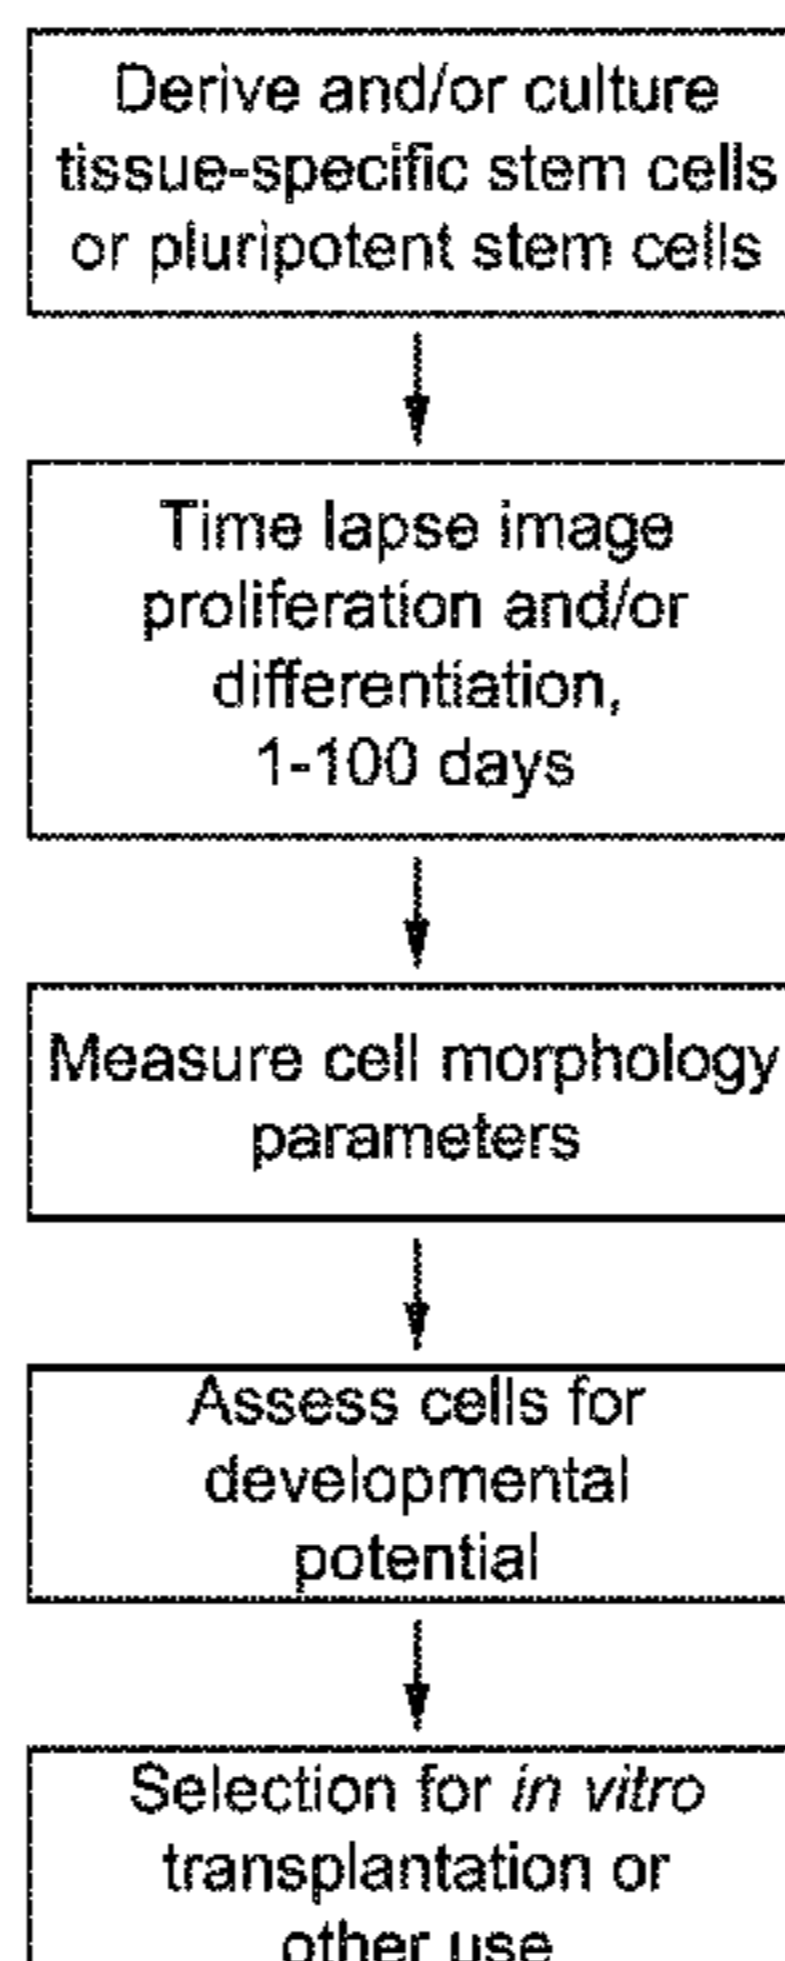 Derive and/or culture
tissue-specific stem cells
or pluripotent stem cells
Time lapse image
proliferation and/or
differentiation,
1-100 days
Measure cell morphology
parameters
Assess cells for
developmental
potential
Selection for in vitro
transplantation or
other use